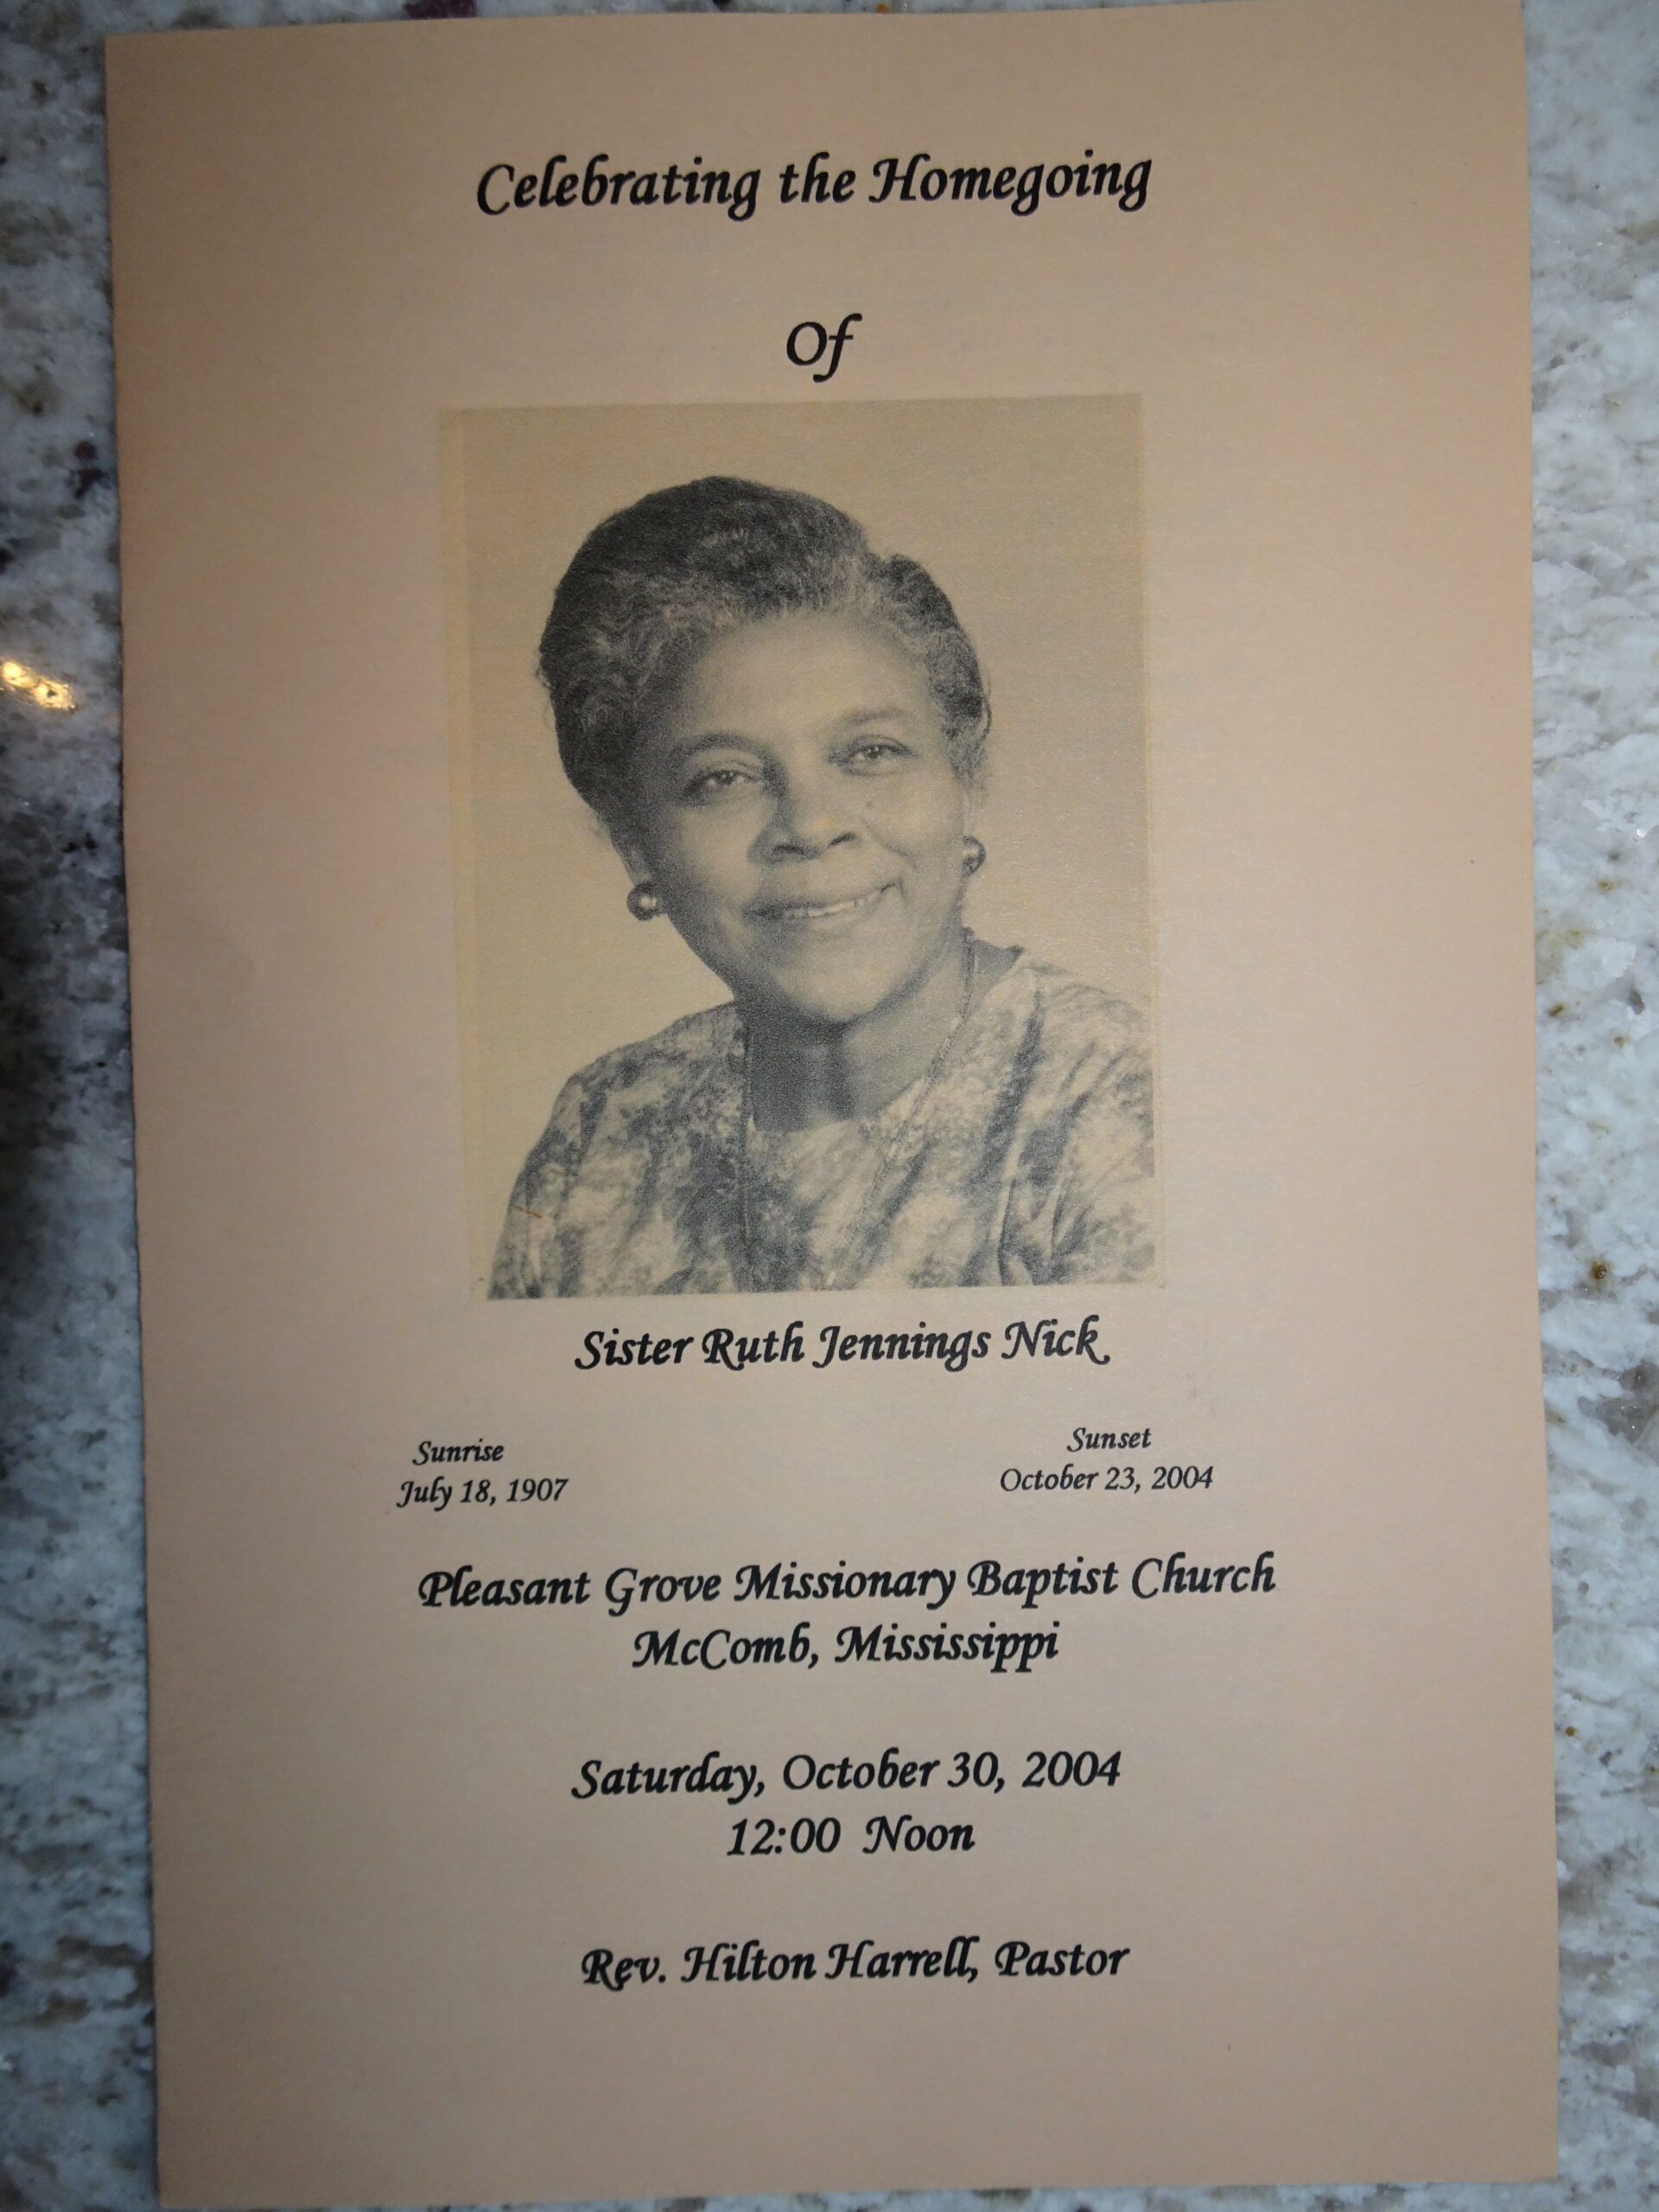 Celebrating the Homegoing
Of
Sister Ruth Jennings Nick
Sunrise
July 18, 1907
Sunset
October 23, 2004
Pleasant Grove Missionary Baptist Church
McComb, Mississippi
Saturday, October 30, 2004
12:00 Noon
Rev. Hilton Harrell, Pastor